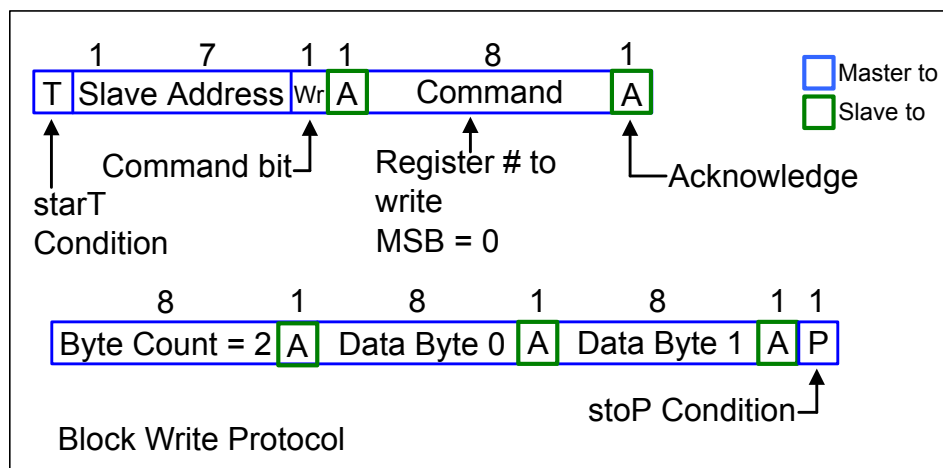 1 7 1 1 8 1
T Slave Address Wr A Command A
Master to
Slave to
Command bit
Register # to
write
MSB = 0
Acknowledge
starT
Condition
8 1 8 1 8 1 1
Byte Count = 2 A Data Byte 0 A Data Byte 1 A P
stoP Condition
Block Write Protocol